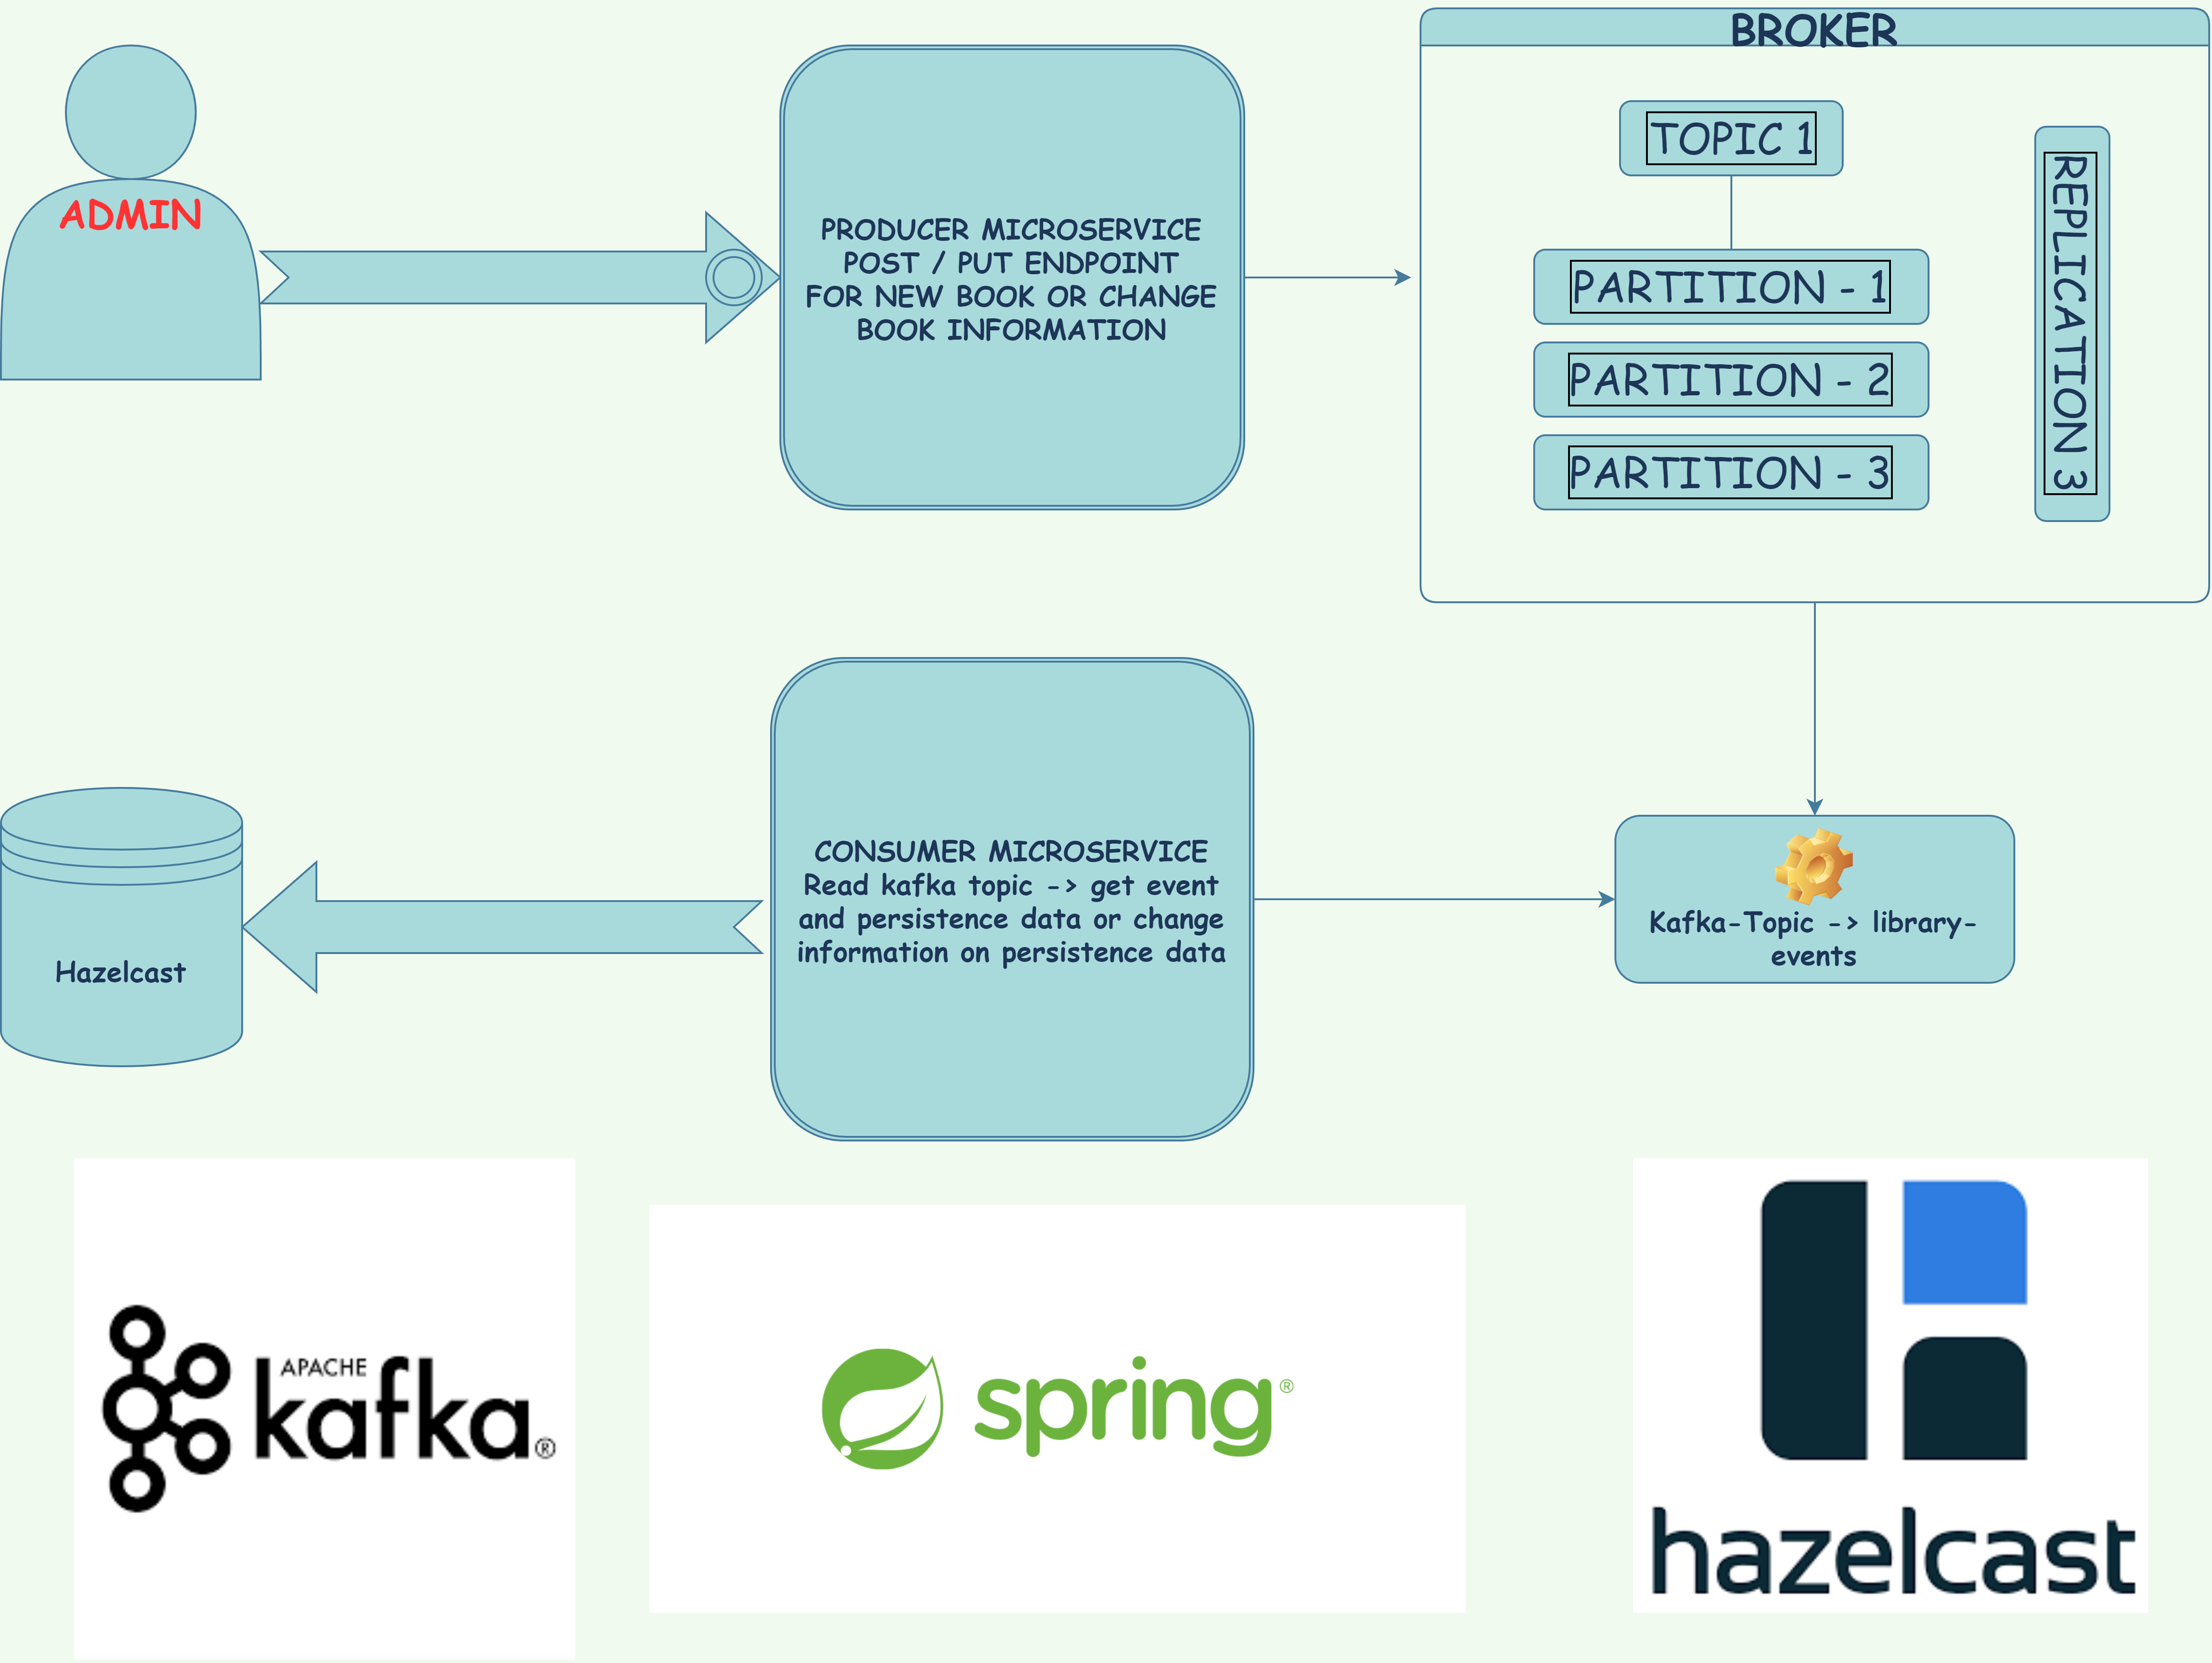 BROKER
ADMIN
PRODUCER MICROSERVICE
POST / PUT ENDPOINT
FOR NEW BOOK OR CHANGE
BOOK INFORMATION
TOPIC 1
PARTITION - 1
PARTITION - 2
PARTITION - 3
REPLICATION 3
Hazelcast
CONSUMER MICROSERVICE
Read kafka topic -> get event
and persistence data or change
information on persistence data
Kafka-Topic -> library-
events
APACHE
kafka®
spring®
hazelcast